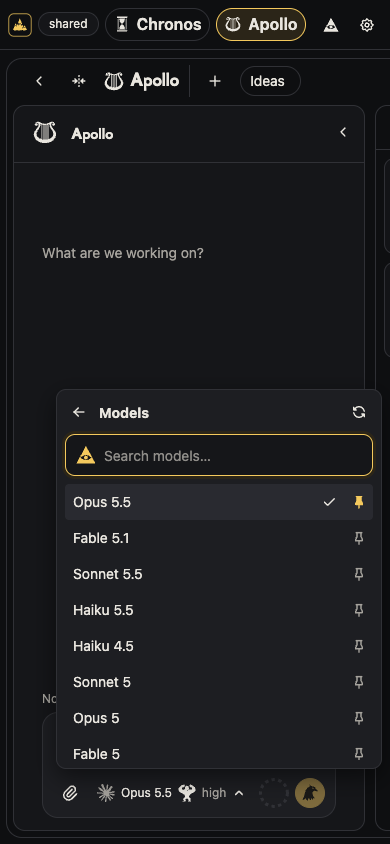 shared
Chronos
Apollo
Apollo
Ideas
Apollo
What are we working on?
Models
Search models...
Opus 5.5
Fable 5.1
Sonnet 5.5
Haiku 5.5
Haiku 4.5
Sonnet 5
Opus 5
Fable 5
Opus 5.5
high